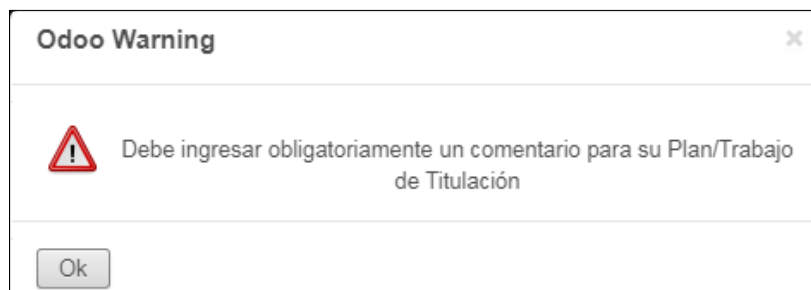 Odoo Warning
×
Debe ingresar obligatoriamente un comentario para su Plan/Trabajo
de Titulación
Ok